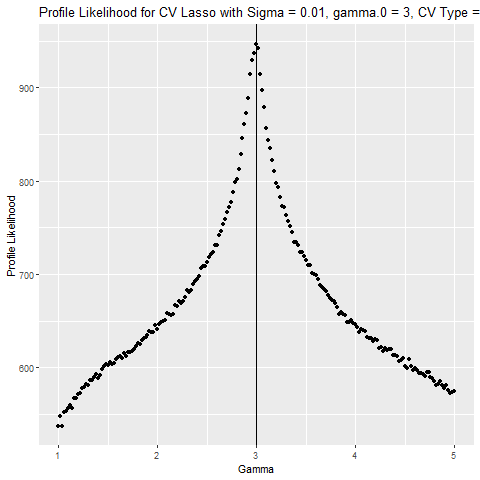 Profile Likelihood for CV Lasso with Sigma = 0.01, gamma.0 = 3, CV Type =
900
800
700
600
Profile Likelihood
1 2 3 4 5
Gamma